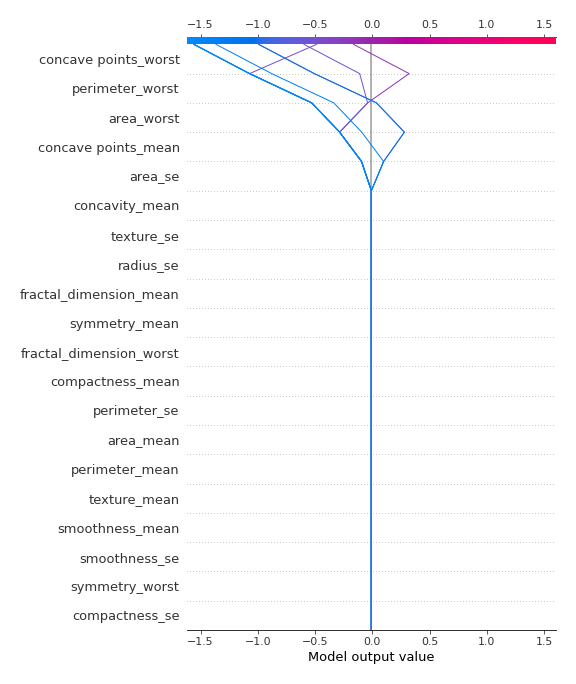 −1.5 −1.0 −0.5 0.0 0.5 1.0 1.5
concave points_worst
perimeter_worst
area_worst
concave points_mean
area_se
concavity_mean
texture_se
radius_se
fractal_dimension_mean
symmetry_mean
fractal_dimension_worst
compactness_mean
perimeter_se
area_mean
perimeter_mean
texture_mean
smoothness_mean
smoothness_se
symmetry_worst
compactness_se
−1.5 −1.0 −0.5 0.0 0.5 1.0 1.5
Model output value